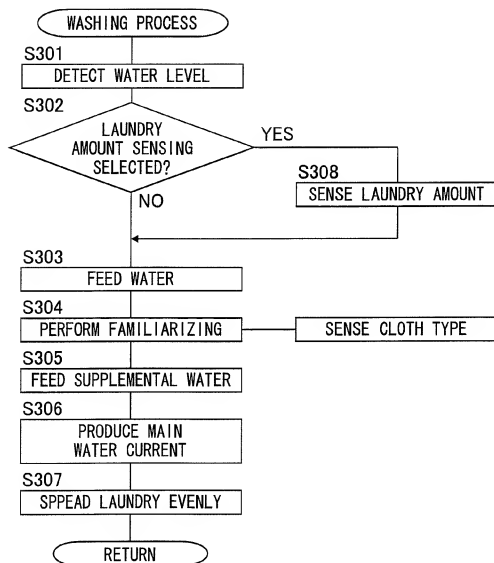 WASHING PROCESS
S301
DETECT WATER LEVEL
S302
LAUNDRY
AMOUNT SENSING
SELECTED?
YES
S308
SENSE LAUNDRY AMOUNT
NO
S303
FEED WATER
S304
PERFORM FAMILIARIZING
SENSE CLOTH TYPE
S305
FEED SUPPLEMENTAL WATER
S306
PRODUCE MAIN
WATER CURRENT
S307
SPPEAD LAUNDRY EVENLY
RETURN